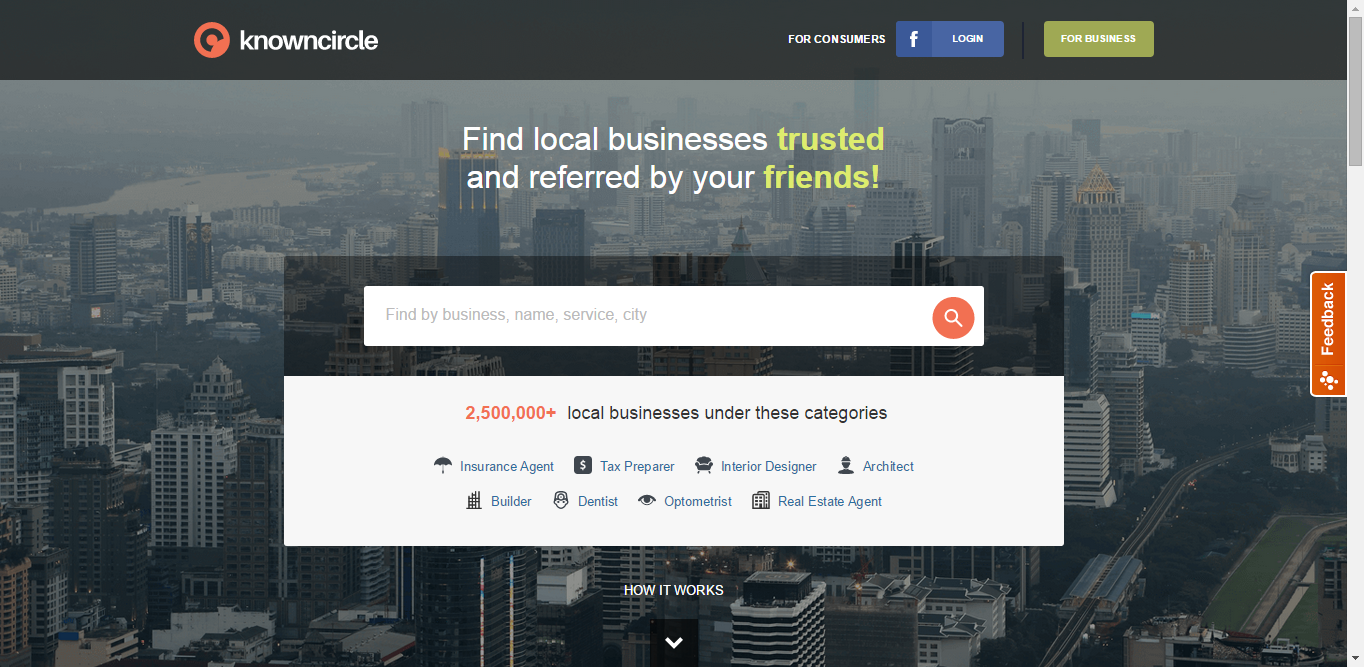 knowncircle
FOR CONSUMERS
f LOGIN
FOR BUSINESS
Find local businesses trusted
and referred by your friends!
Find by business, name, service, city
Feedback
2,500,000+ local businesses under these categories
Insurance Agent $ Tax Preparer Interior Designer Architect
Builder Dentist Optometrist Real Estate Agent
HOW IT WORKS